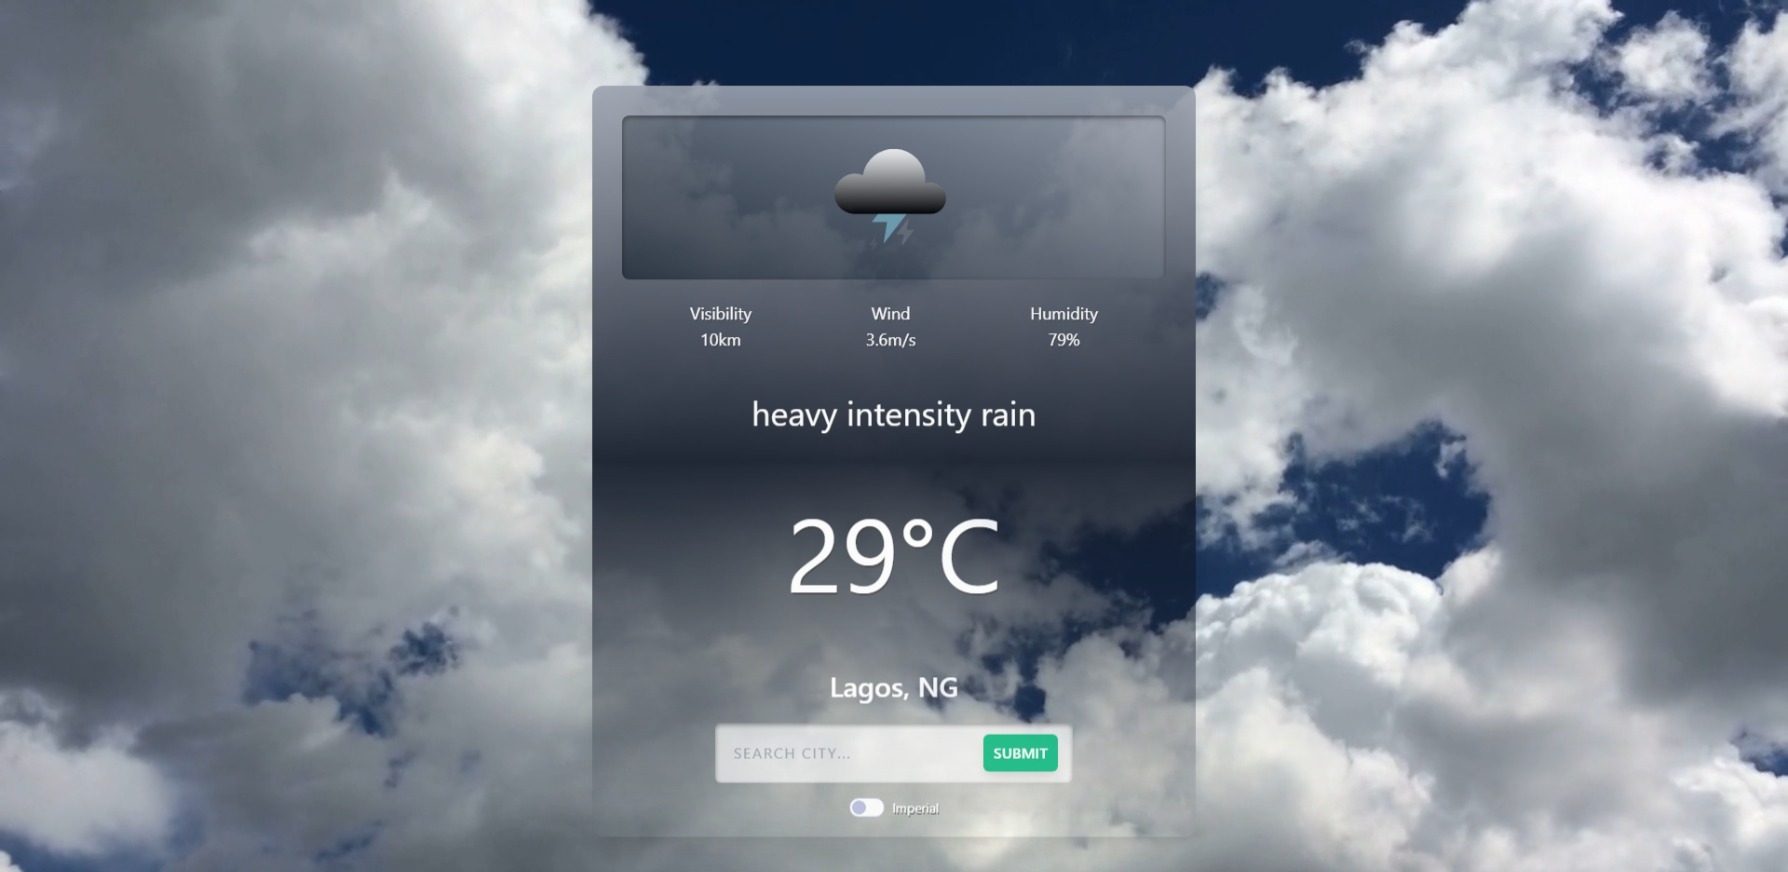 Visibility Wind Humidity
10km 3.6m/s 79%
heavy intensity rain
29°C
Lagos, NG
SEARCH CITY... SUBMIT
Imperial